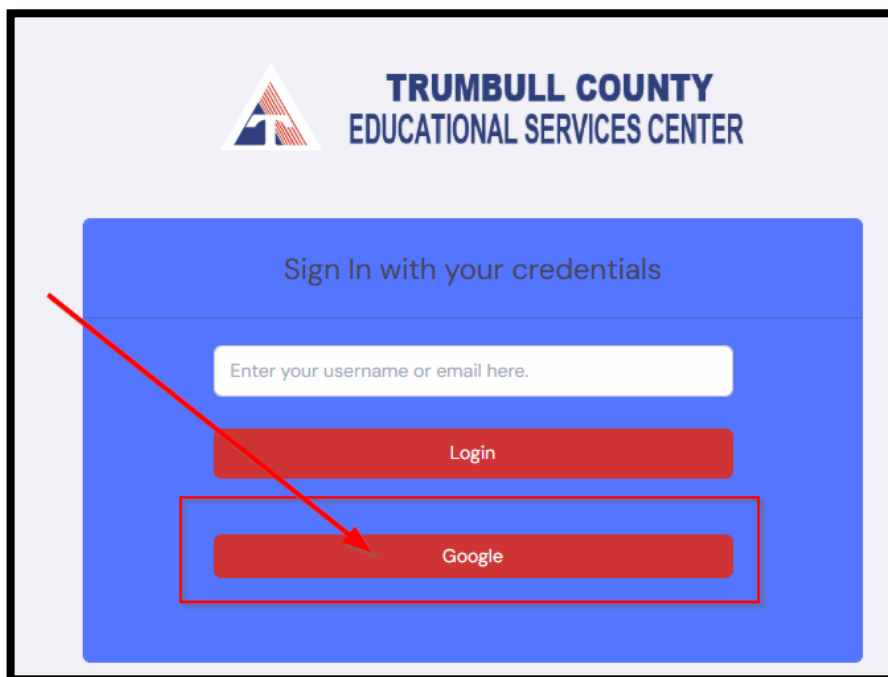 TRUMBULL COUNTY
EDUCATIONAL SERVICES CENTER
Sign In with your credentials
Enter your username or email here.
Login
Google